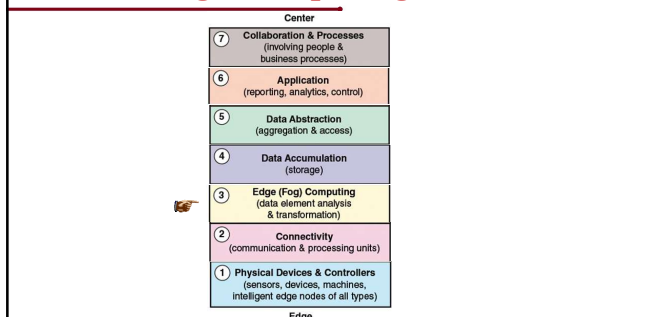 Center
7
Collaboration & Processes
(involving people &
business processes)
6
Application
(reporting, analytics, control)
5
Data Abstraction
(aggregation & access)
4
Data Accumulation
(storage)
3
Edge (Fog) Computing
(data element analysis
& transformation)
2
Connectivity
(communication & processing units)
1
Physical Devices & Controllers
(sensors, devices, machines,
intelligent edge nodes of all types)
Edge